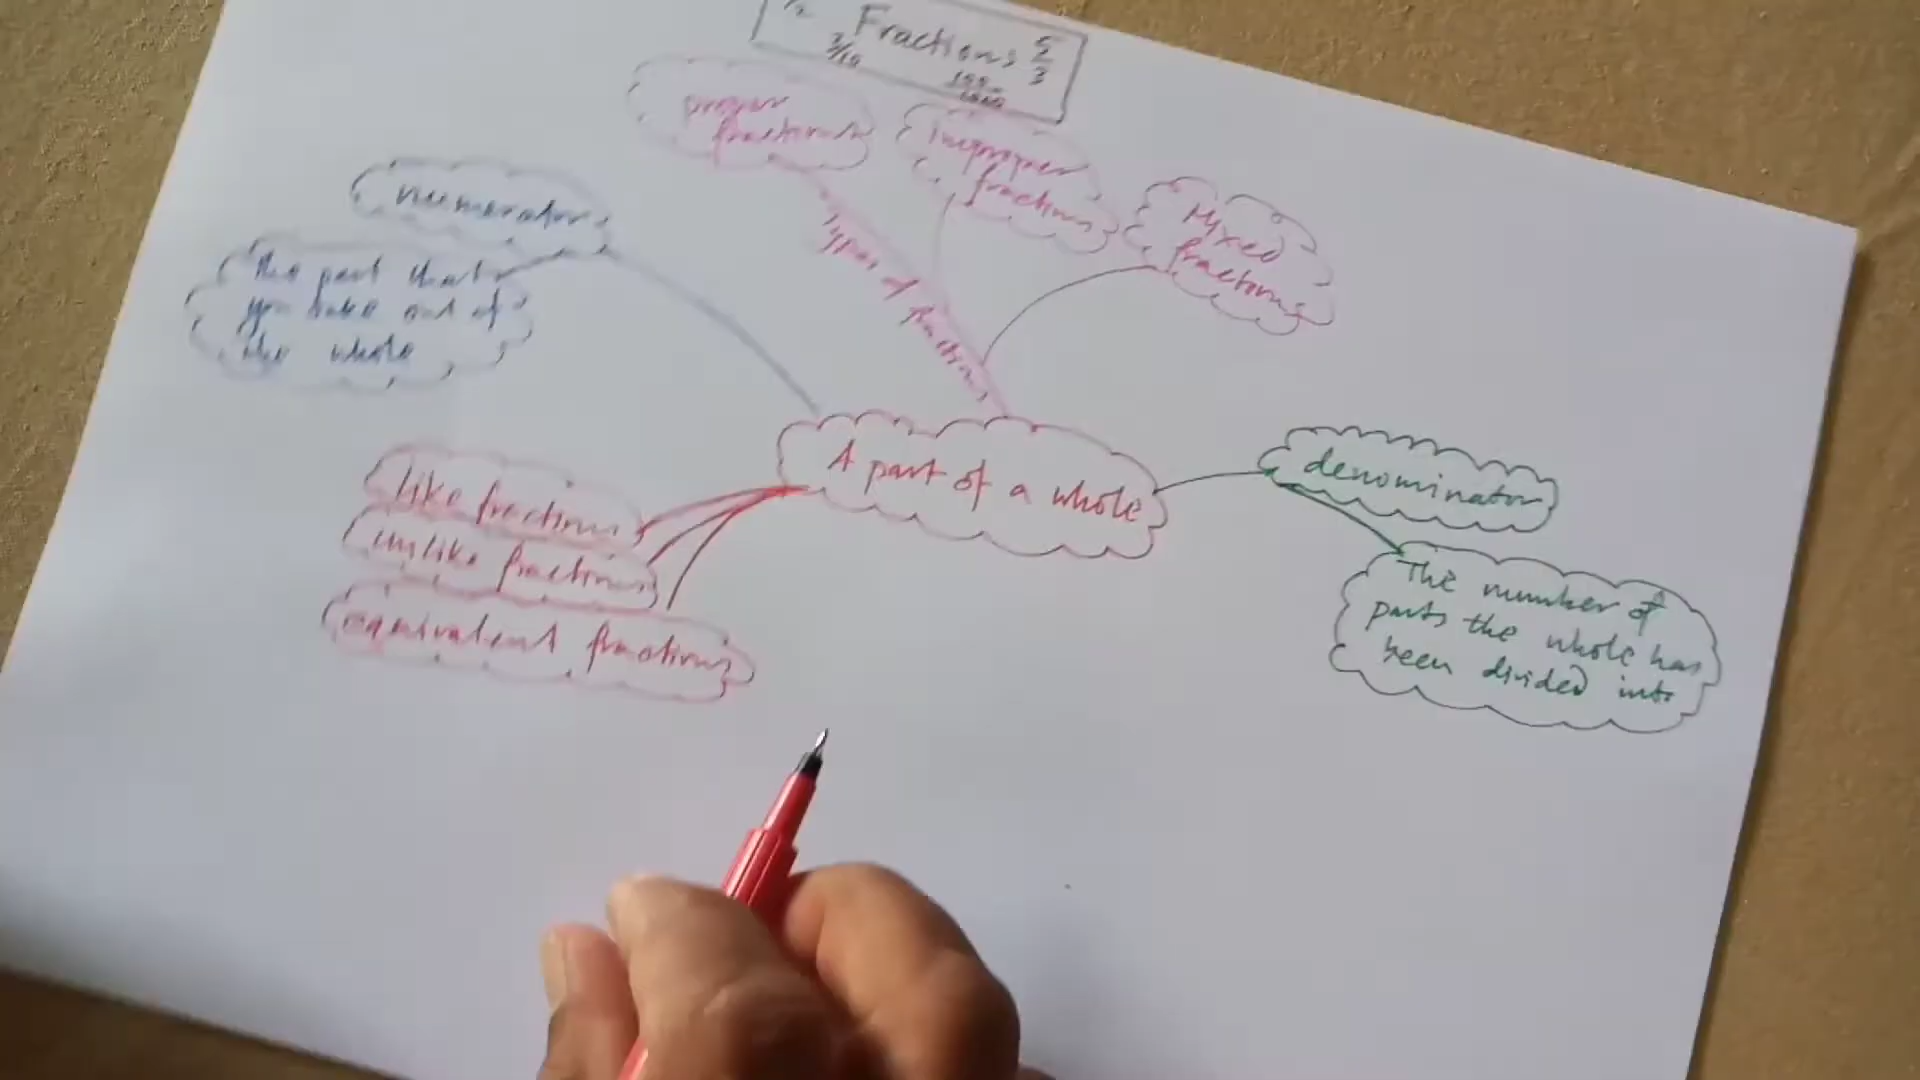 Fractions
5
3
3/10
proper
fractions
improper
fractions
Mixed
fractions
Types of fractions
numerator
The part that
you take out of
the whole
A part of a whole
denominator
The number of
parts the whole has
been divided into
like fractions
unlike fractions
equivalent fractions